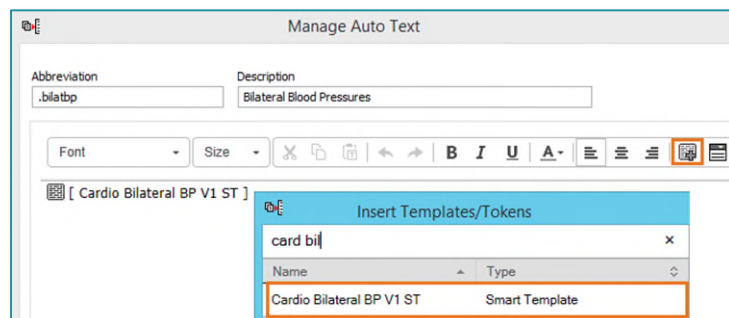 Manage Auto Text
Abbreviation Description
.bilatbp Bilateral Blood Pressures
Font Size B I U A
[ Cardio Bilateral BP V1 ST ]
Insert Templates/Tokens
card bil
Name Type
Cardio Bilateral BP V1 ST Smart Template